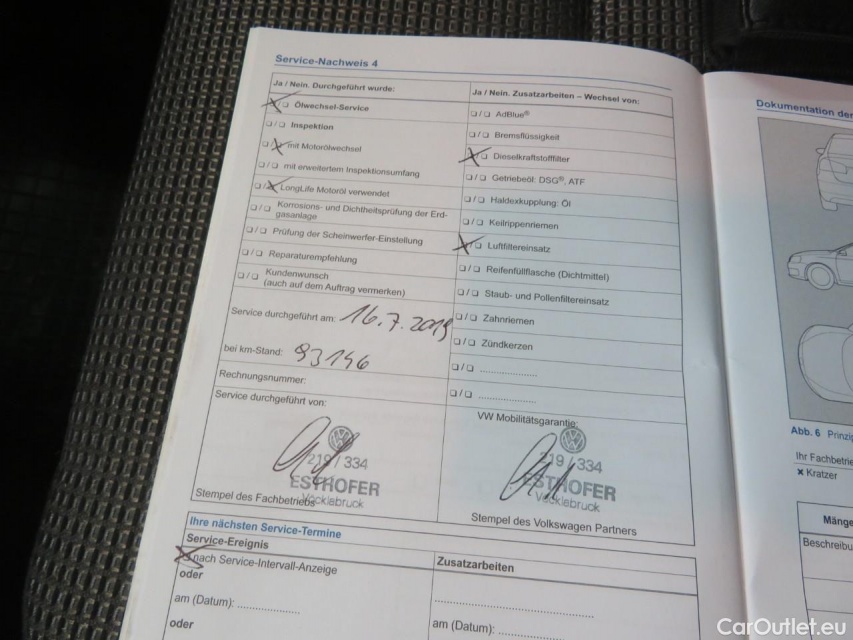 Service-Nachweis 4
Ja / Nein. Durchgeführt wurde:
❑ / ❑ Ölwechsel-Service
❑ / ❑ Inspektion
❑ / ❑ mit Motorölwechsel
❑ / ❑ mit erweitertem Inspektionsumfang
❑ / ❑ LongLife Motoröl verwendet
❑ / ❑ Korrosions- und Dichtheitsprüfung der Erd-
gasanlage
❑ / ❑ Prüfung der Scheinwerfer-Einstellung
❑ / ❑ Reparaturempfehlung
❑ / ❑ Kundenwunsch
(auch auf dem Auftrag vermerken)
Service durchgeführt am: 16.7.2019
bei km-Stand: 93146
Rechnungsnummer:
Service durchgeführt von:
219 / 334
ESTHOFER
Vöcklabruck
Stempel des Fachbetriebs
Ja / Nein. Zusatzarbeiten – Wechsel von:
❑ / ❑ AdBlue®
❑ / ❑ Bremsflüssigkeit
❑ / ❑ Dieselkraftstofffilter
❑ / ❑ Getriebeöl: DSG®, ATF
❑ / ❑ Haldexkupplung: Öl
❑ / ❑ Keilrippenriemen
❑ / ❑ Luftfiltereinsatz
❑ / ❑ Reifenfüllflasche (Dichtmittel)
❑ / ❑ Staub- und Pollenfiltereinsatz
❑ / ❑ Zahnriemen
❑ / ❑ Zündkerzen
❑ / ❑ ....................
❑ / ❑ ....................
VW Mobilitätsgarantie:
219 / 334
ESTHOFER
Vöcklabruck
Stempel des Volkswagen Partners
Ihre nächsten Service-Termine
Service-Ereignis
❑ nach Service-Intervall-Anzeige
oder
am (Datum): ....................
oder
Zusatzarbeiten
........................................
am (Datum): ....................
Dokumentation der
Abb. 6 Prinzi
Ihr Fachbetrie
× Kratzer
Mänge
Beschreibu
CarOutlet.eu